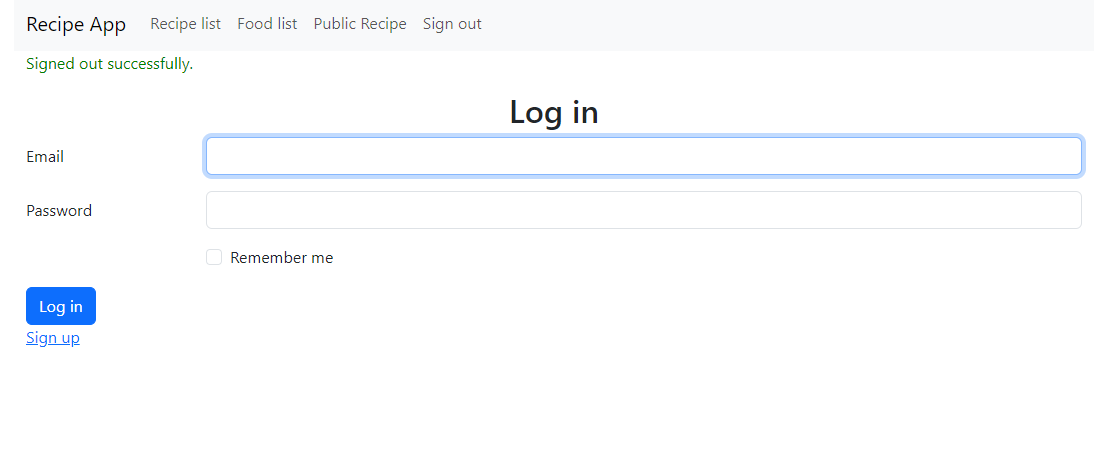 Recipe App Recipe list Food list Public Recipe Sign out
Signed out successfully.
Log in
Email
Password
Remember me
Log in
Sign up